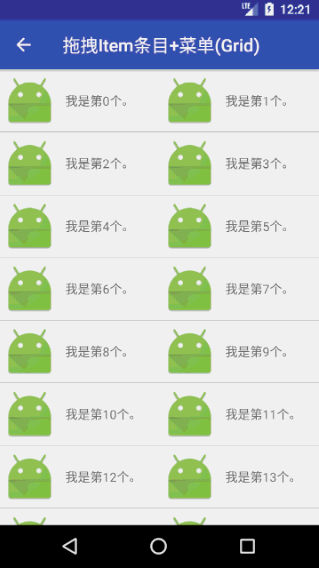 LTE 12:21
拖拽Item条目+菜单(Grid)
我是第0个。 我是第1个。
我是第2个。 我是第3个。
我是第4个。 我是第5个。
我是第6个。 我是第7个。
我是第8个。 我是第9个。
我是第10个。 我是第11个。
我是第12个。 我是第13个。